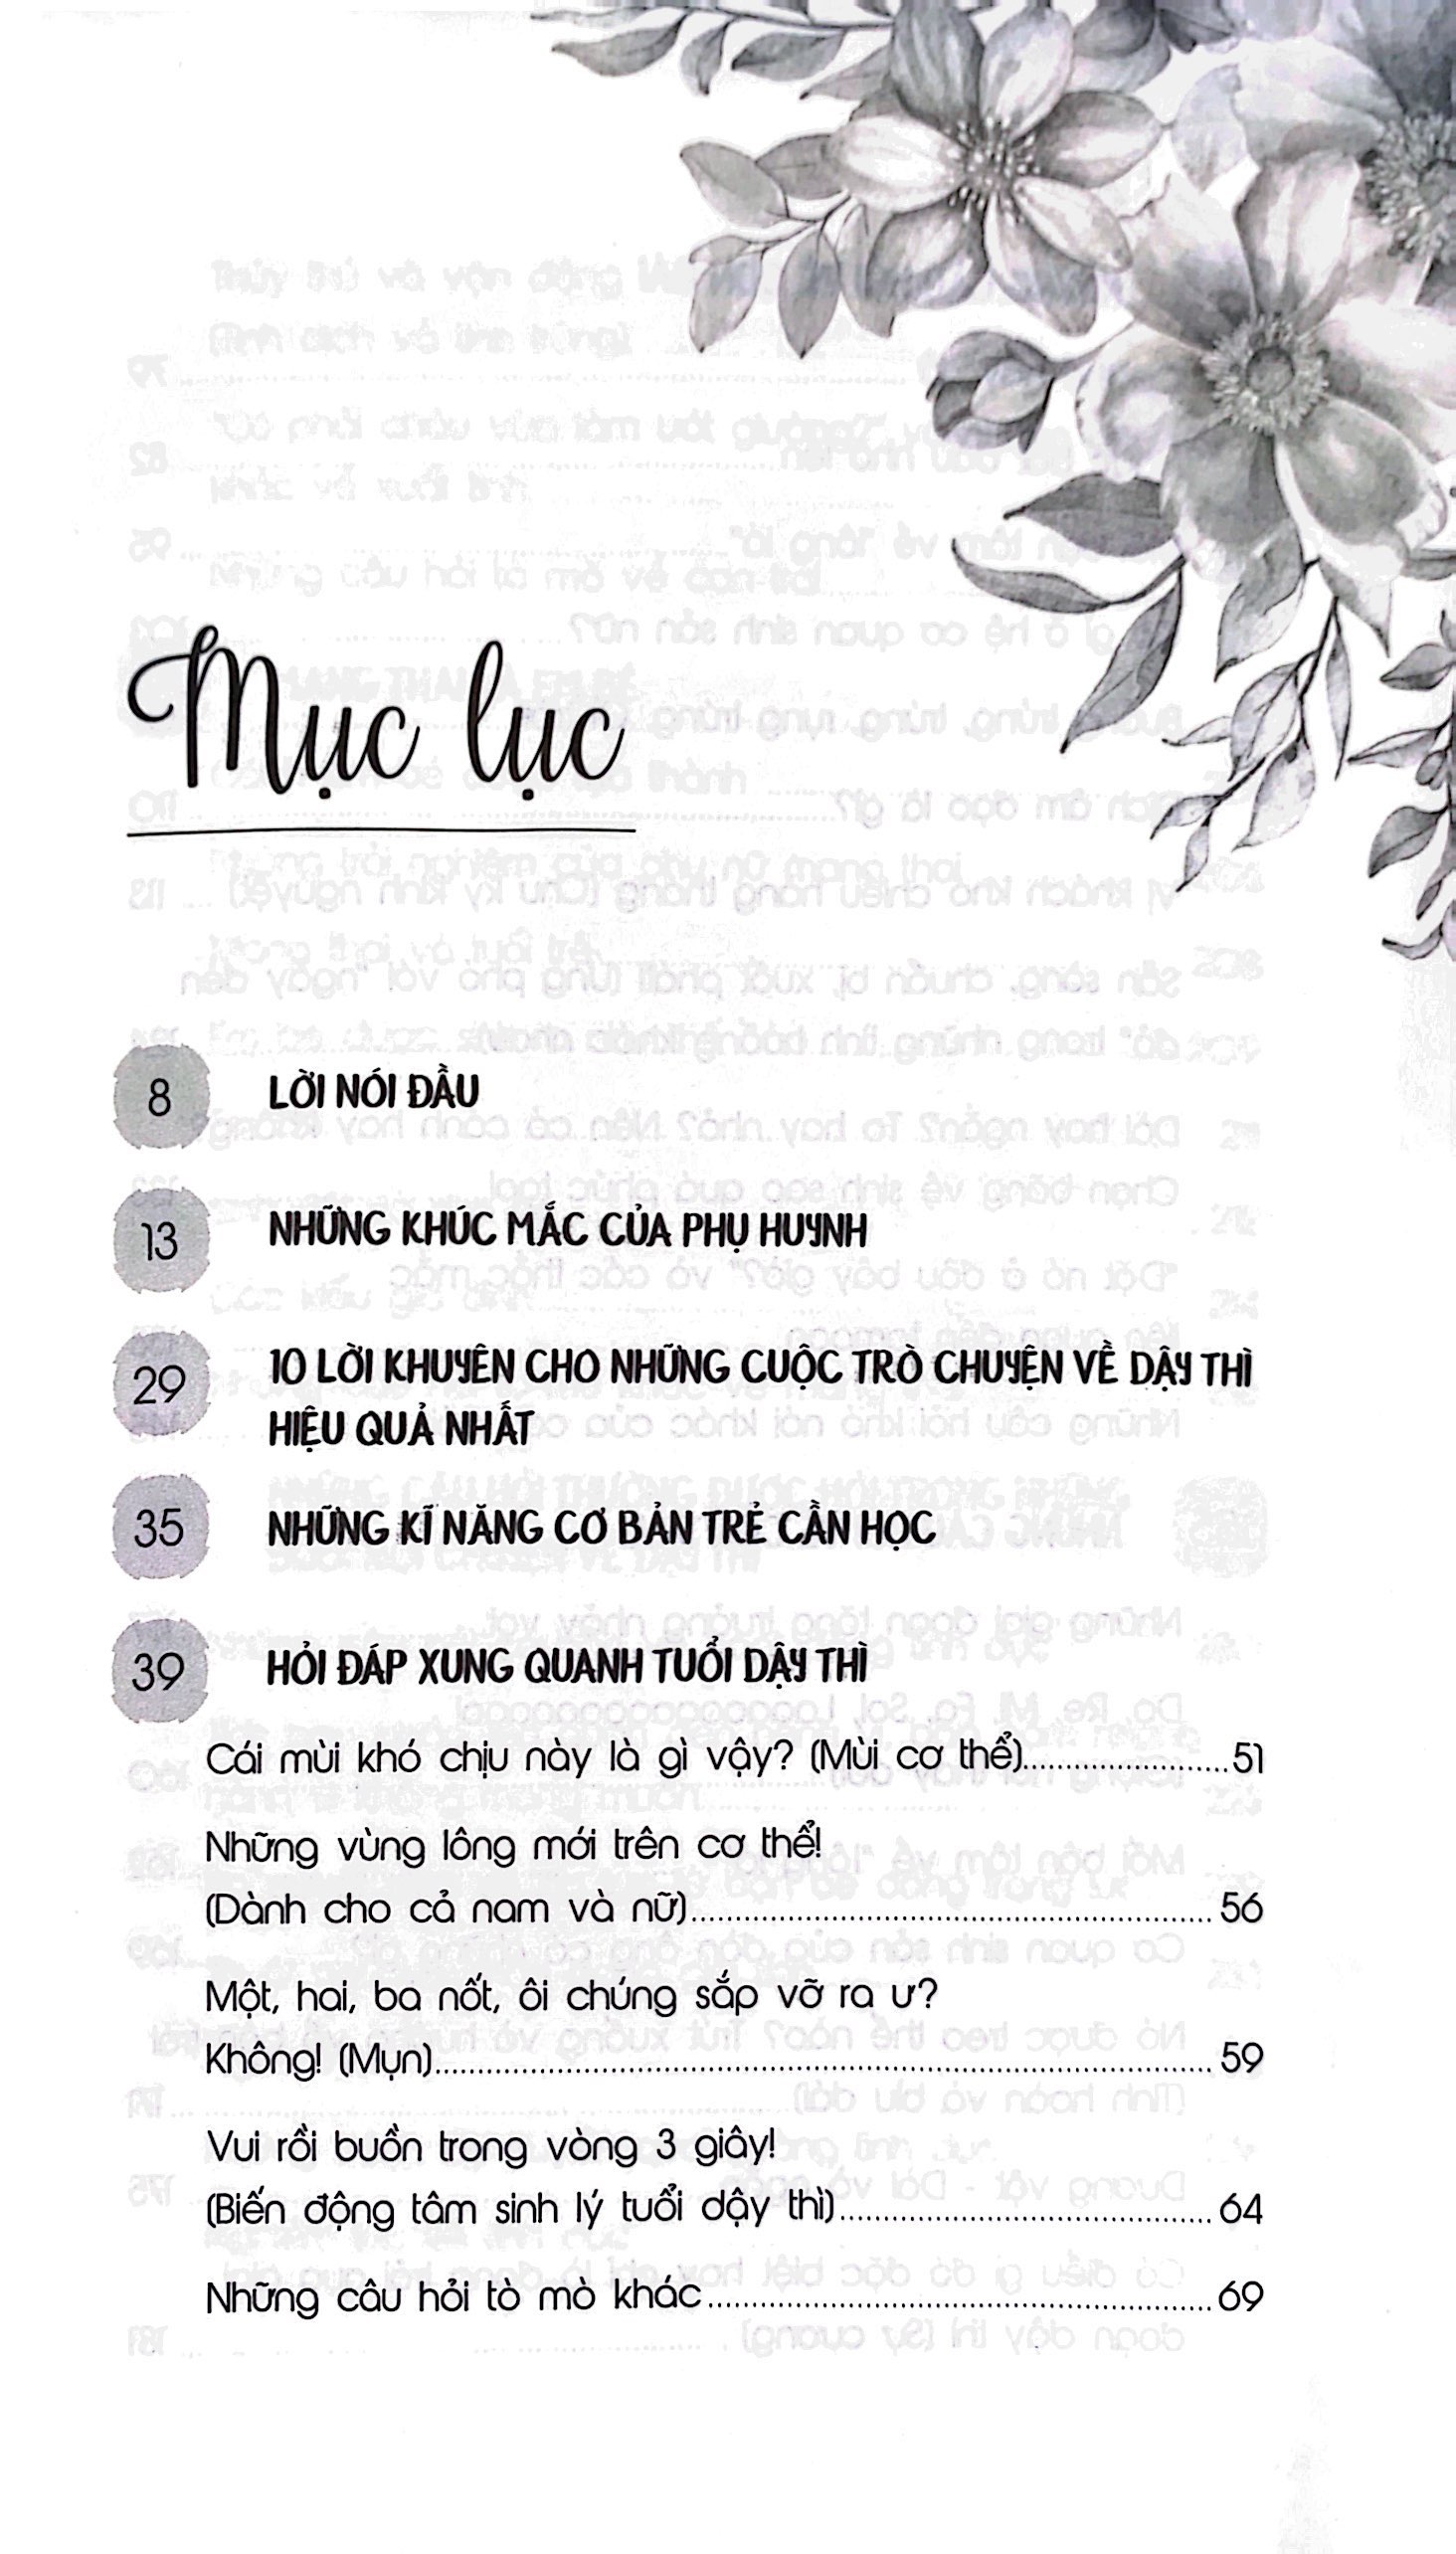 Mục lục
8 LỜI NÓI ĐẦU
13 NHỮNG KHÚC MẮC CỦA PHỤ HUYNH
29 10 LỜI KHUYÊN CHO NHỮNG CUỘC TRÒ CHUYỆN VỀ DẬY THÌ
HIỆU QUẢ NHẤT
35 NHỮNG KĨ NĂNG CƠ BẢN TRẺ CẦN HỌC
39 HỎI ĐÁP XUNG QUANH TUỔI DẬY THÌ
Cái mùi khó chịu này là gì vậy? (Mùi cơ thể).......................51
Những vùng lông mới trên cơ thể!
(Dành cho cả nam và nữ)............................................................56
Một, hai, ba nốt, ôi chúng sắp vỡ ra ư?
Không! (Mụn)..........................................................................................59
Vui rồi buồn trong vòng 3 giây!
(Biến động tâm sinh lý tuổi dậy thì)...........................................64
Những câu hỏi tò mò khác..........................................................69